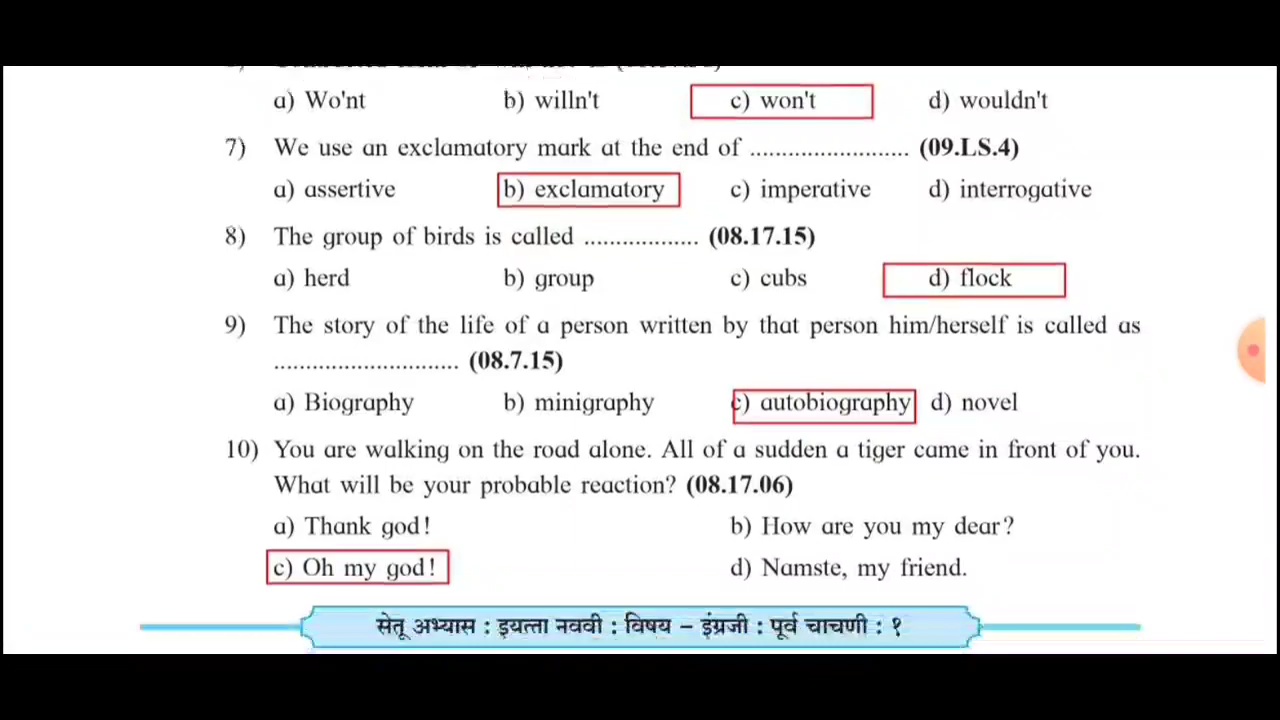 a) Wo'nt b) willn't c) won't d) wouldn't
7) We use an exclamatory mark at the end of ......................... (09.LS.4)
a) assertive b) exclamatory c) imperative d) interrogative
8) The group of birds is called .................. (08.17.15)
a) herd b) group c) cubs d) flock
9) The story of the life of a person written by that person him/herself is called as
............................. (08.7.15)
a) Biography b) minigraphy c) autobiography d) novel
10) You are walking on the road alone. All of a sudden a tiger came in front of you.
What will be your probable reaction? (08.17.06)
a) Thank god! b) How are you my dear?
c) Oh my god! d) Namste, my friend.
सेतू अभ्यास : इयत्ता नववी : विषय – इंग्रजी : पूर्व चाचणी : १